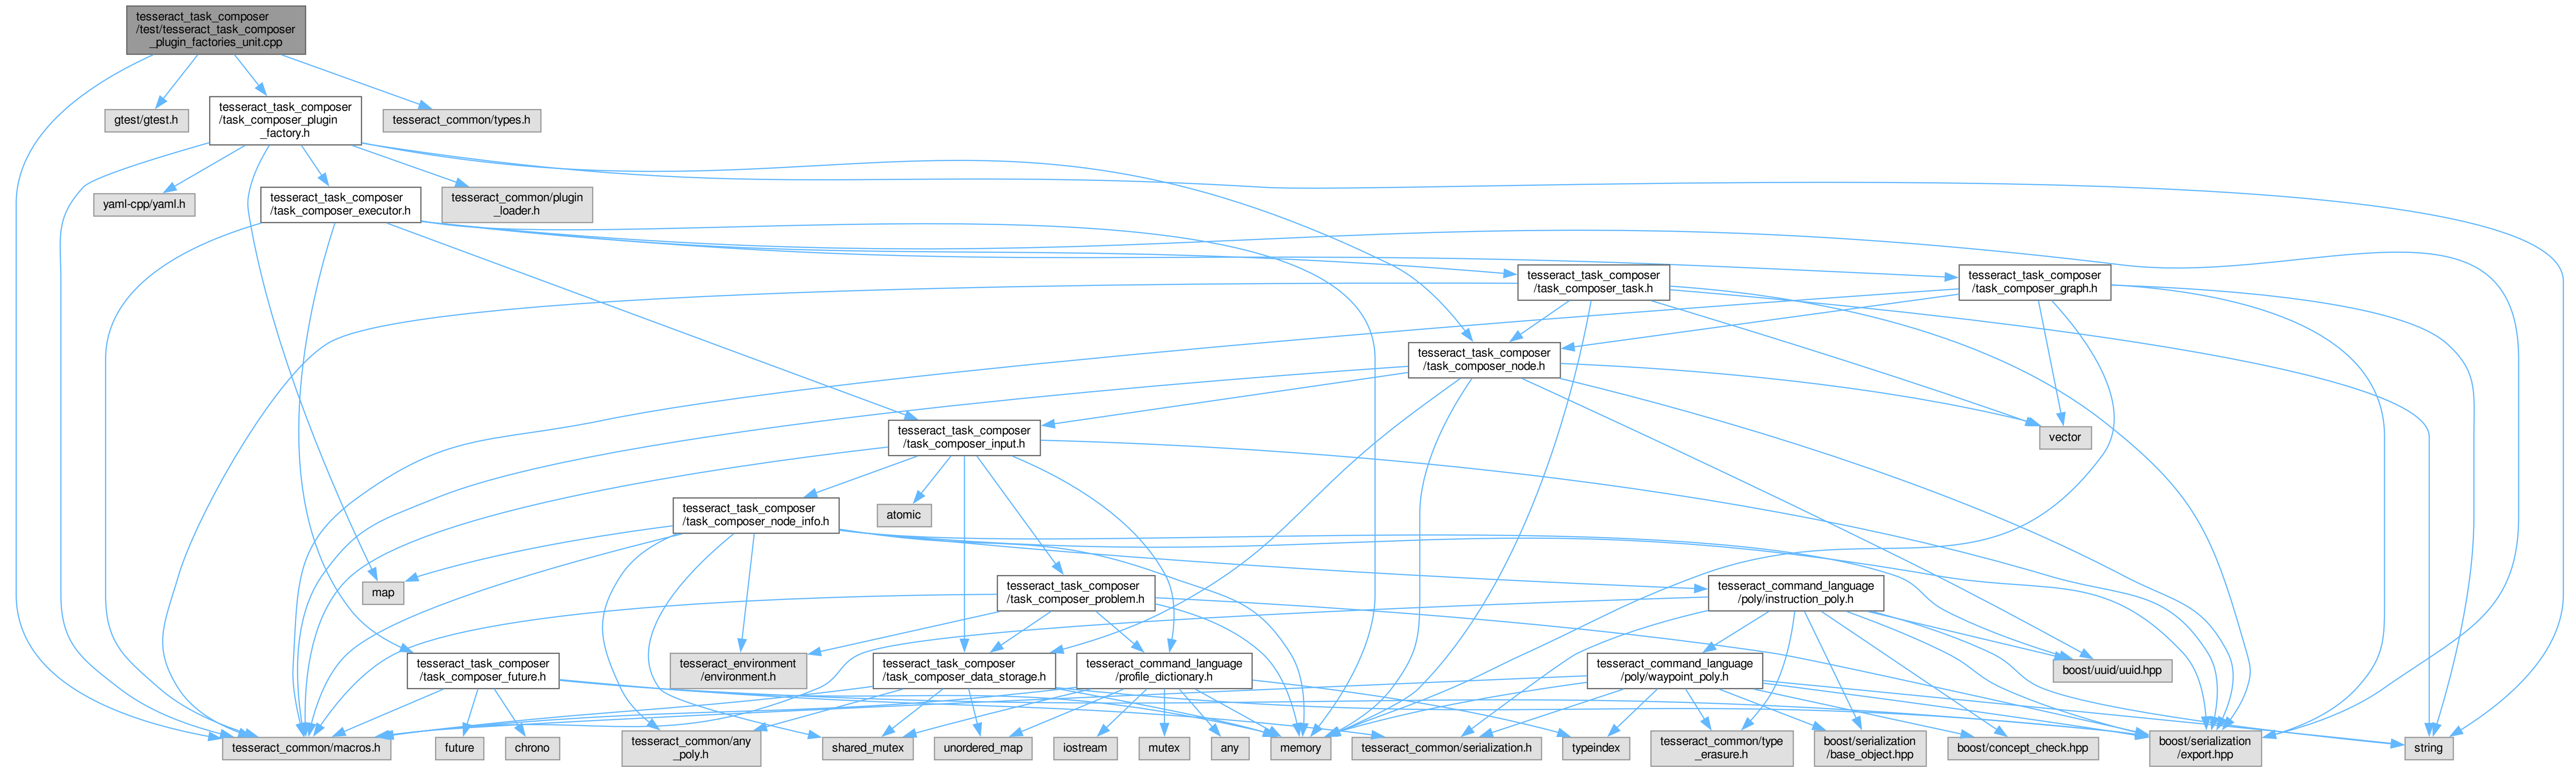 tesseract_task_composer
/test/tesseract_task_composer
_plugin_factories_unit.cpp
gtest/gtest.h
tesseract_task_composer
/task_composer_plugin
_factory.h
tesseract_common/types.h
yaml-cpp/yaml.h
tesseract_task_composer
/task_composer_executor.h
tesseract_common/plugin
_loader.h
tesseract_task_composer
/task_composer_task.h
tesseract_task_composer
/task_composer_graph.h
tesseract_task_composer
/task_composer_node.h
tesseract_task_composer
/task_composer_input.h
vector
tesseract_task_composer
/task_composer_node_info.h
atomic
map
tesseract_task_composer
/task_composer_problem.h
tesseract_command_language
/poly/instruction_poly.h
tesseract_task_composer
/task_composer_future.h
tesseract_environment
/environment.h
tesseract_task_composer
/task_composer_data_storage.h
tesseract_command_language
/profile_dictionary.h
tesseract_command_language
/poly/waypoint_poly.h
boost/uuid/uuid.hpp
tesseract_common/macros.h
future
chrono
tesseract_common/any
_poly.h
shared_mutex
unordered_map
iostream
mutex
any
memory
tesseract_common/serialization.h
typeindex
tesseract_common/type
_erasure.h
boost/serialization
/base_object.hpp
boost/concept_check.hpp
boost/serialization
/export.hpp
string